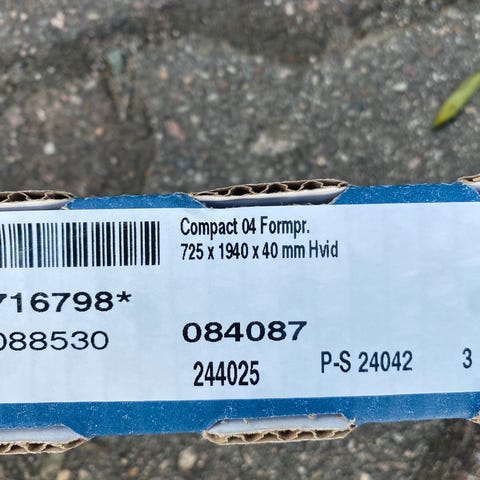 Compact 04 Formpr.
725 x 1940 x 40 mm Hvid
716798*
088530
084087
244025
P-S 24042
3